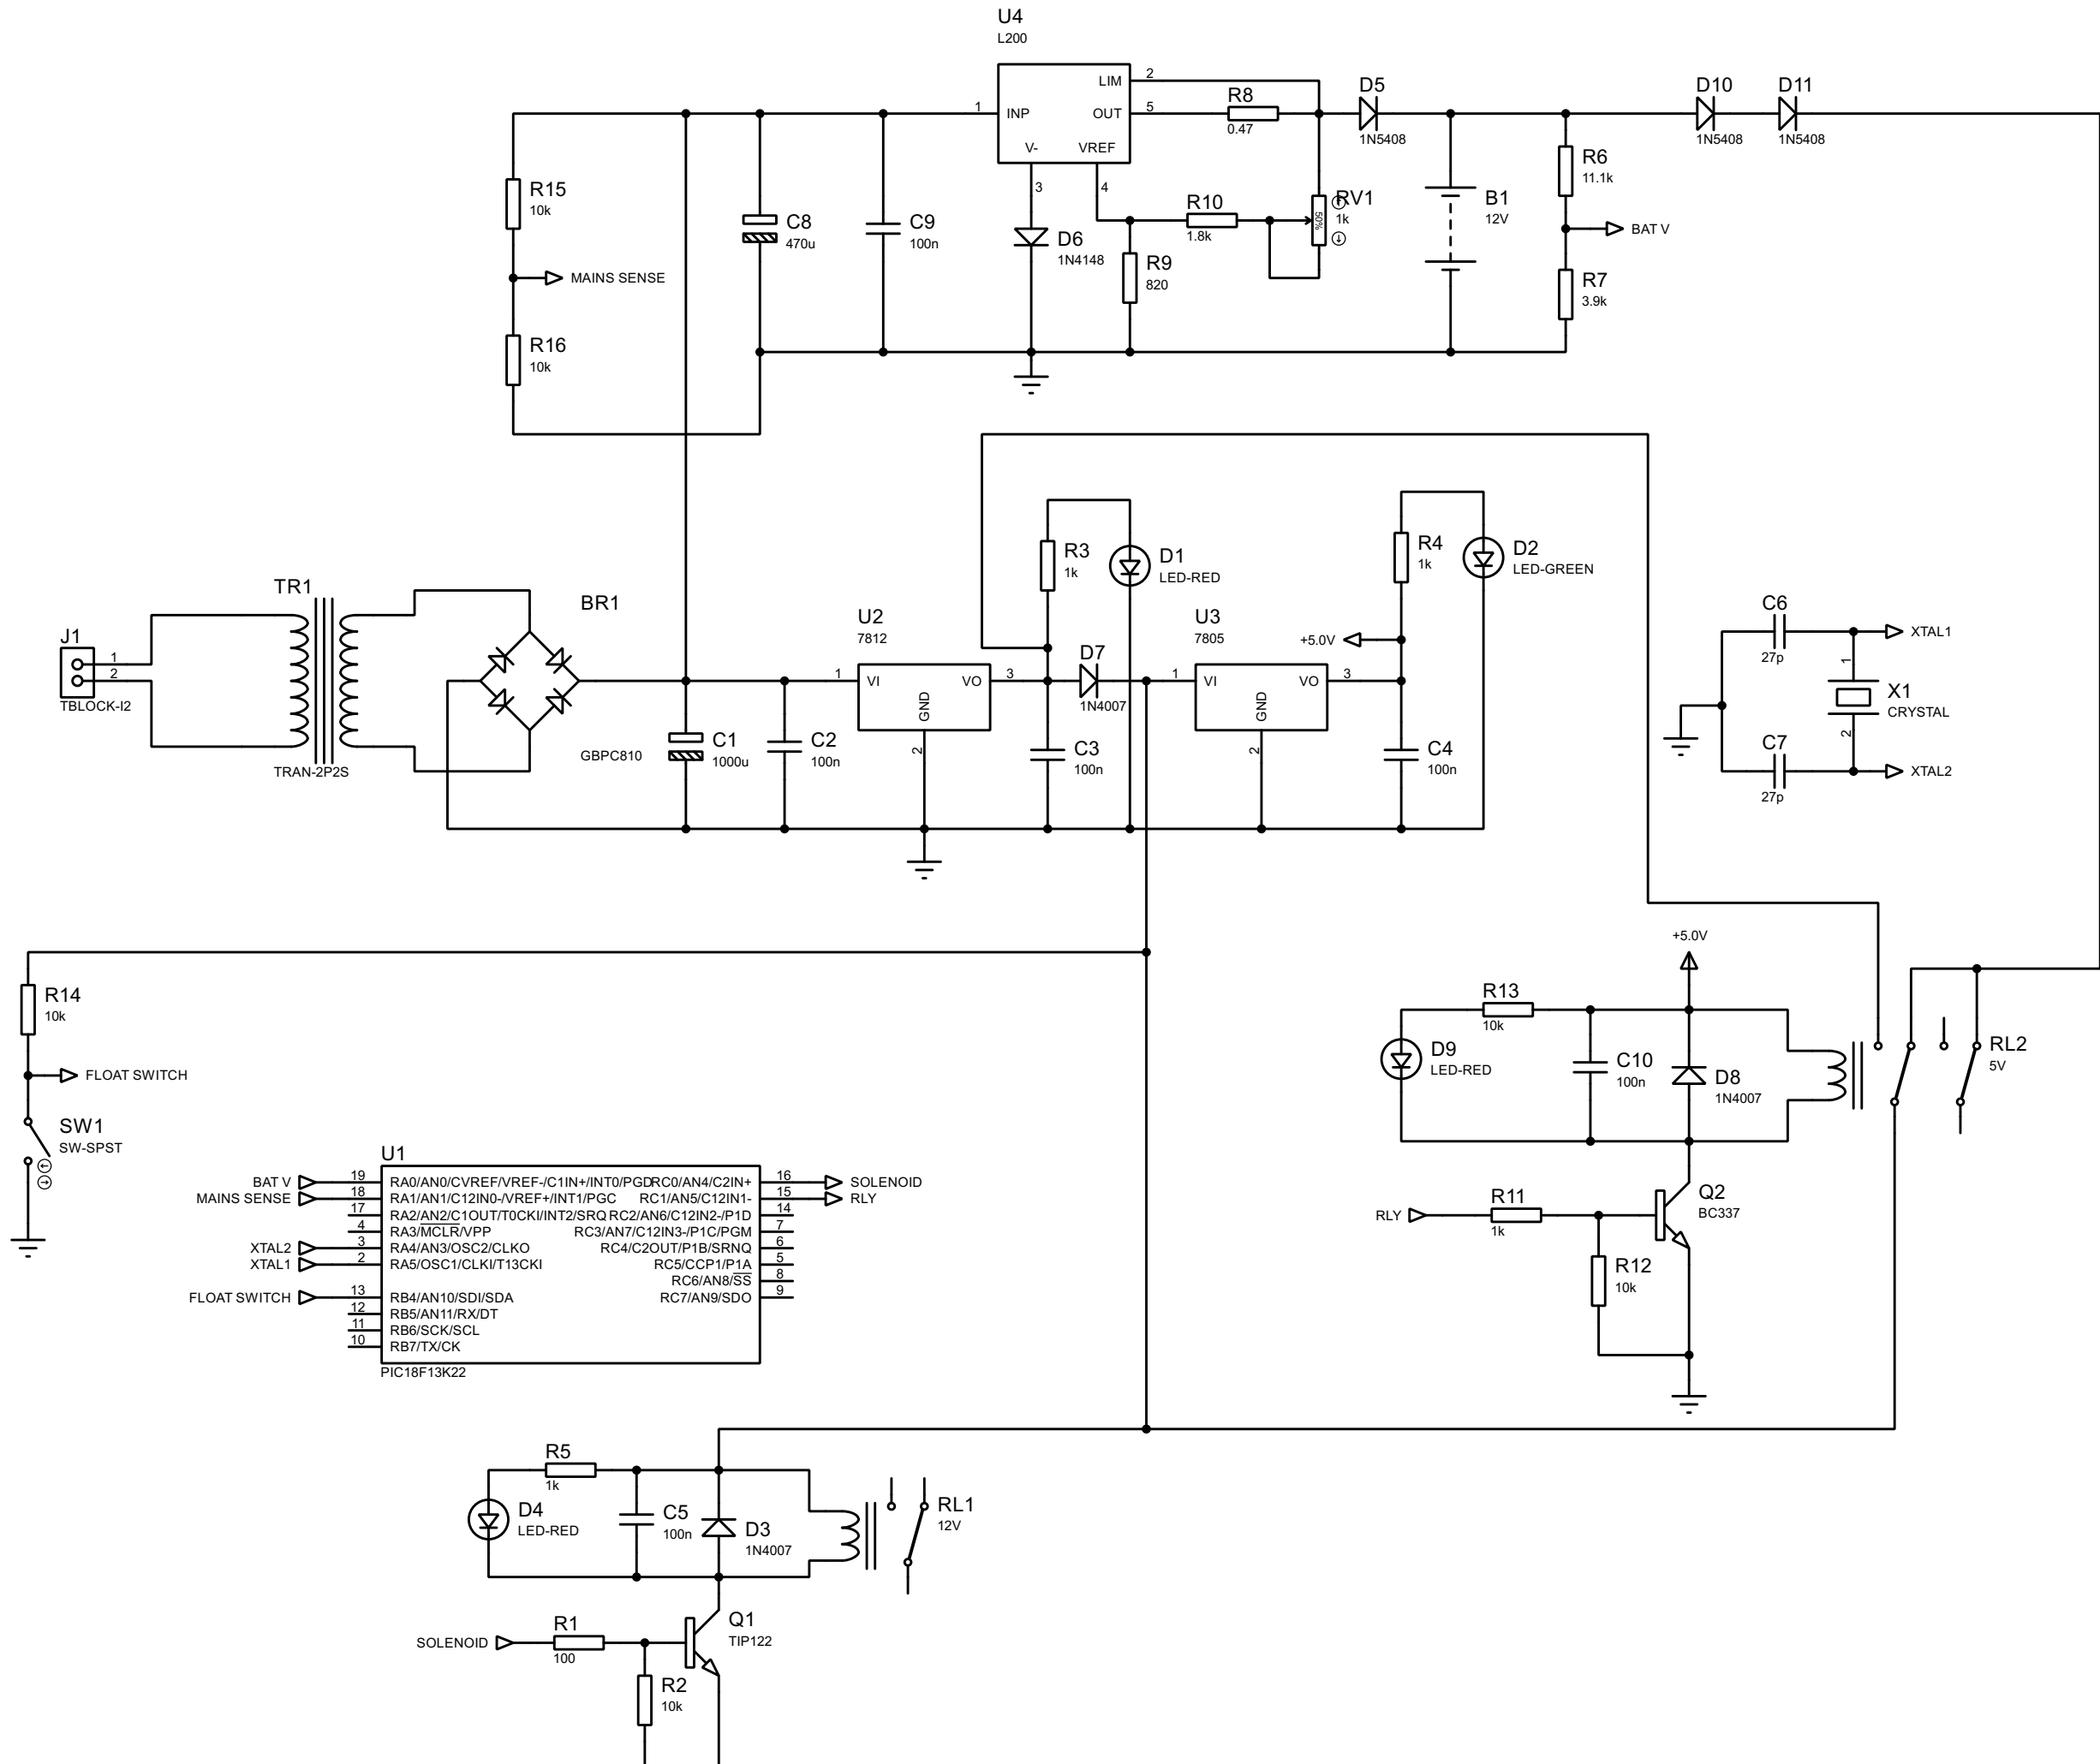 U4
L200
LIM
2
INP
1
OUT
5
V-
VREF
3
4
R8
0.47
D5
1N5408
D10
1N5408
D11
1N5408
R15
10k
MAINS SENSE
R16
10k
C8
470u
C9
100n
D6
1N4148
R10
1.8k
R9
820
RV1
1k
50%
B1
12V
R6
11.1k
BAT V
R7
3.9k
J1
1
2
TBLOCK-I2
TR1
TRAN-2P2S
BR1
GBPC810
C1
1000u
C2
100n
U2
7812
1
VI
VO
3
GND
2
R3
1k
D1
LED-RED
D7
1N4007
C3
100n
U3
7805
1
VI
VO
3
GND
2
+5.0V
R4
1k
D2
LED-GREEN
C4
100n
C6
27p
XTAL1
1
X1
CRYSTAL
2
C7
27p
XTAL2
R14
10k
FLOAT SWITCH
SW1
SW-SPST
+5.0V
R13
10k
D9
LED-RED
C10
100n
D8
1N4007
RL2
5V
RLY
R11
1k
Q2
BC337
R12
10k
U1
BAT V
19
RA0/AN0/CVREF/VREF-/C1IN+/INT0/PGD
RC0/AN4/C2IN+
16
SOLENOID
MAINS SENSE
18
RA1/AN1/C12IN0-/VREF+/INT1/PGC
RC1/AN5/C12IN1-
15
RLY
17
RA2/AN2/C1OUT/T0CKI/INT2/SRQ
RC2/AN6/C12IN2-/P1D
14
4
RA3/MCLR/VPP
RC3/AN7/C12IN3-/P1C/PGM
7
XTAL2
3
RA4/AN3/OSC2/CLKO
RC4/C2OUT/P1B/SRNQ
6
XTAL1
2
RA5/OSC1/CLKI/T13CKI
RC5/CCP1/P1A
5
RC6/AN8/SS
8
FLOAT SWITCH
13
RB4/AN10/SDI/SDA
RC7/AN9/SDO
9
12
RB5/AN11/RX/DT
11
RB6/SCK/SCL
10
RB7/TX/CK
PIC18F13K22
R5
1k
D4
LED-RED
C5
100n
D3
1N4007
RL1
12V
SOLENOID
R1
100
Q1
TIP122
R2
10k